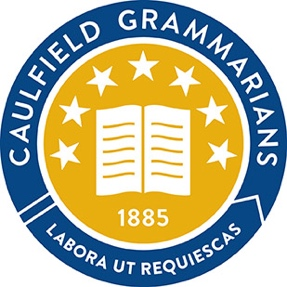 CAULFIELD GRAMMARIANS
1885
LABORA UT REQUIESCAS